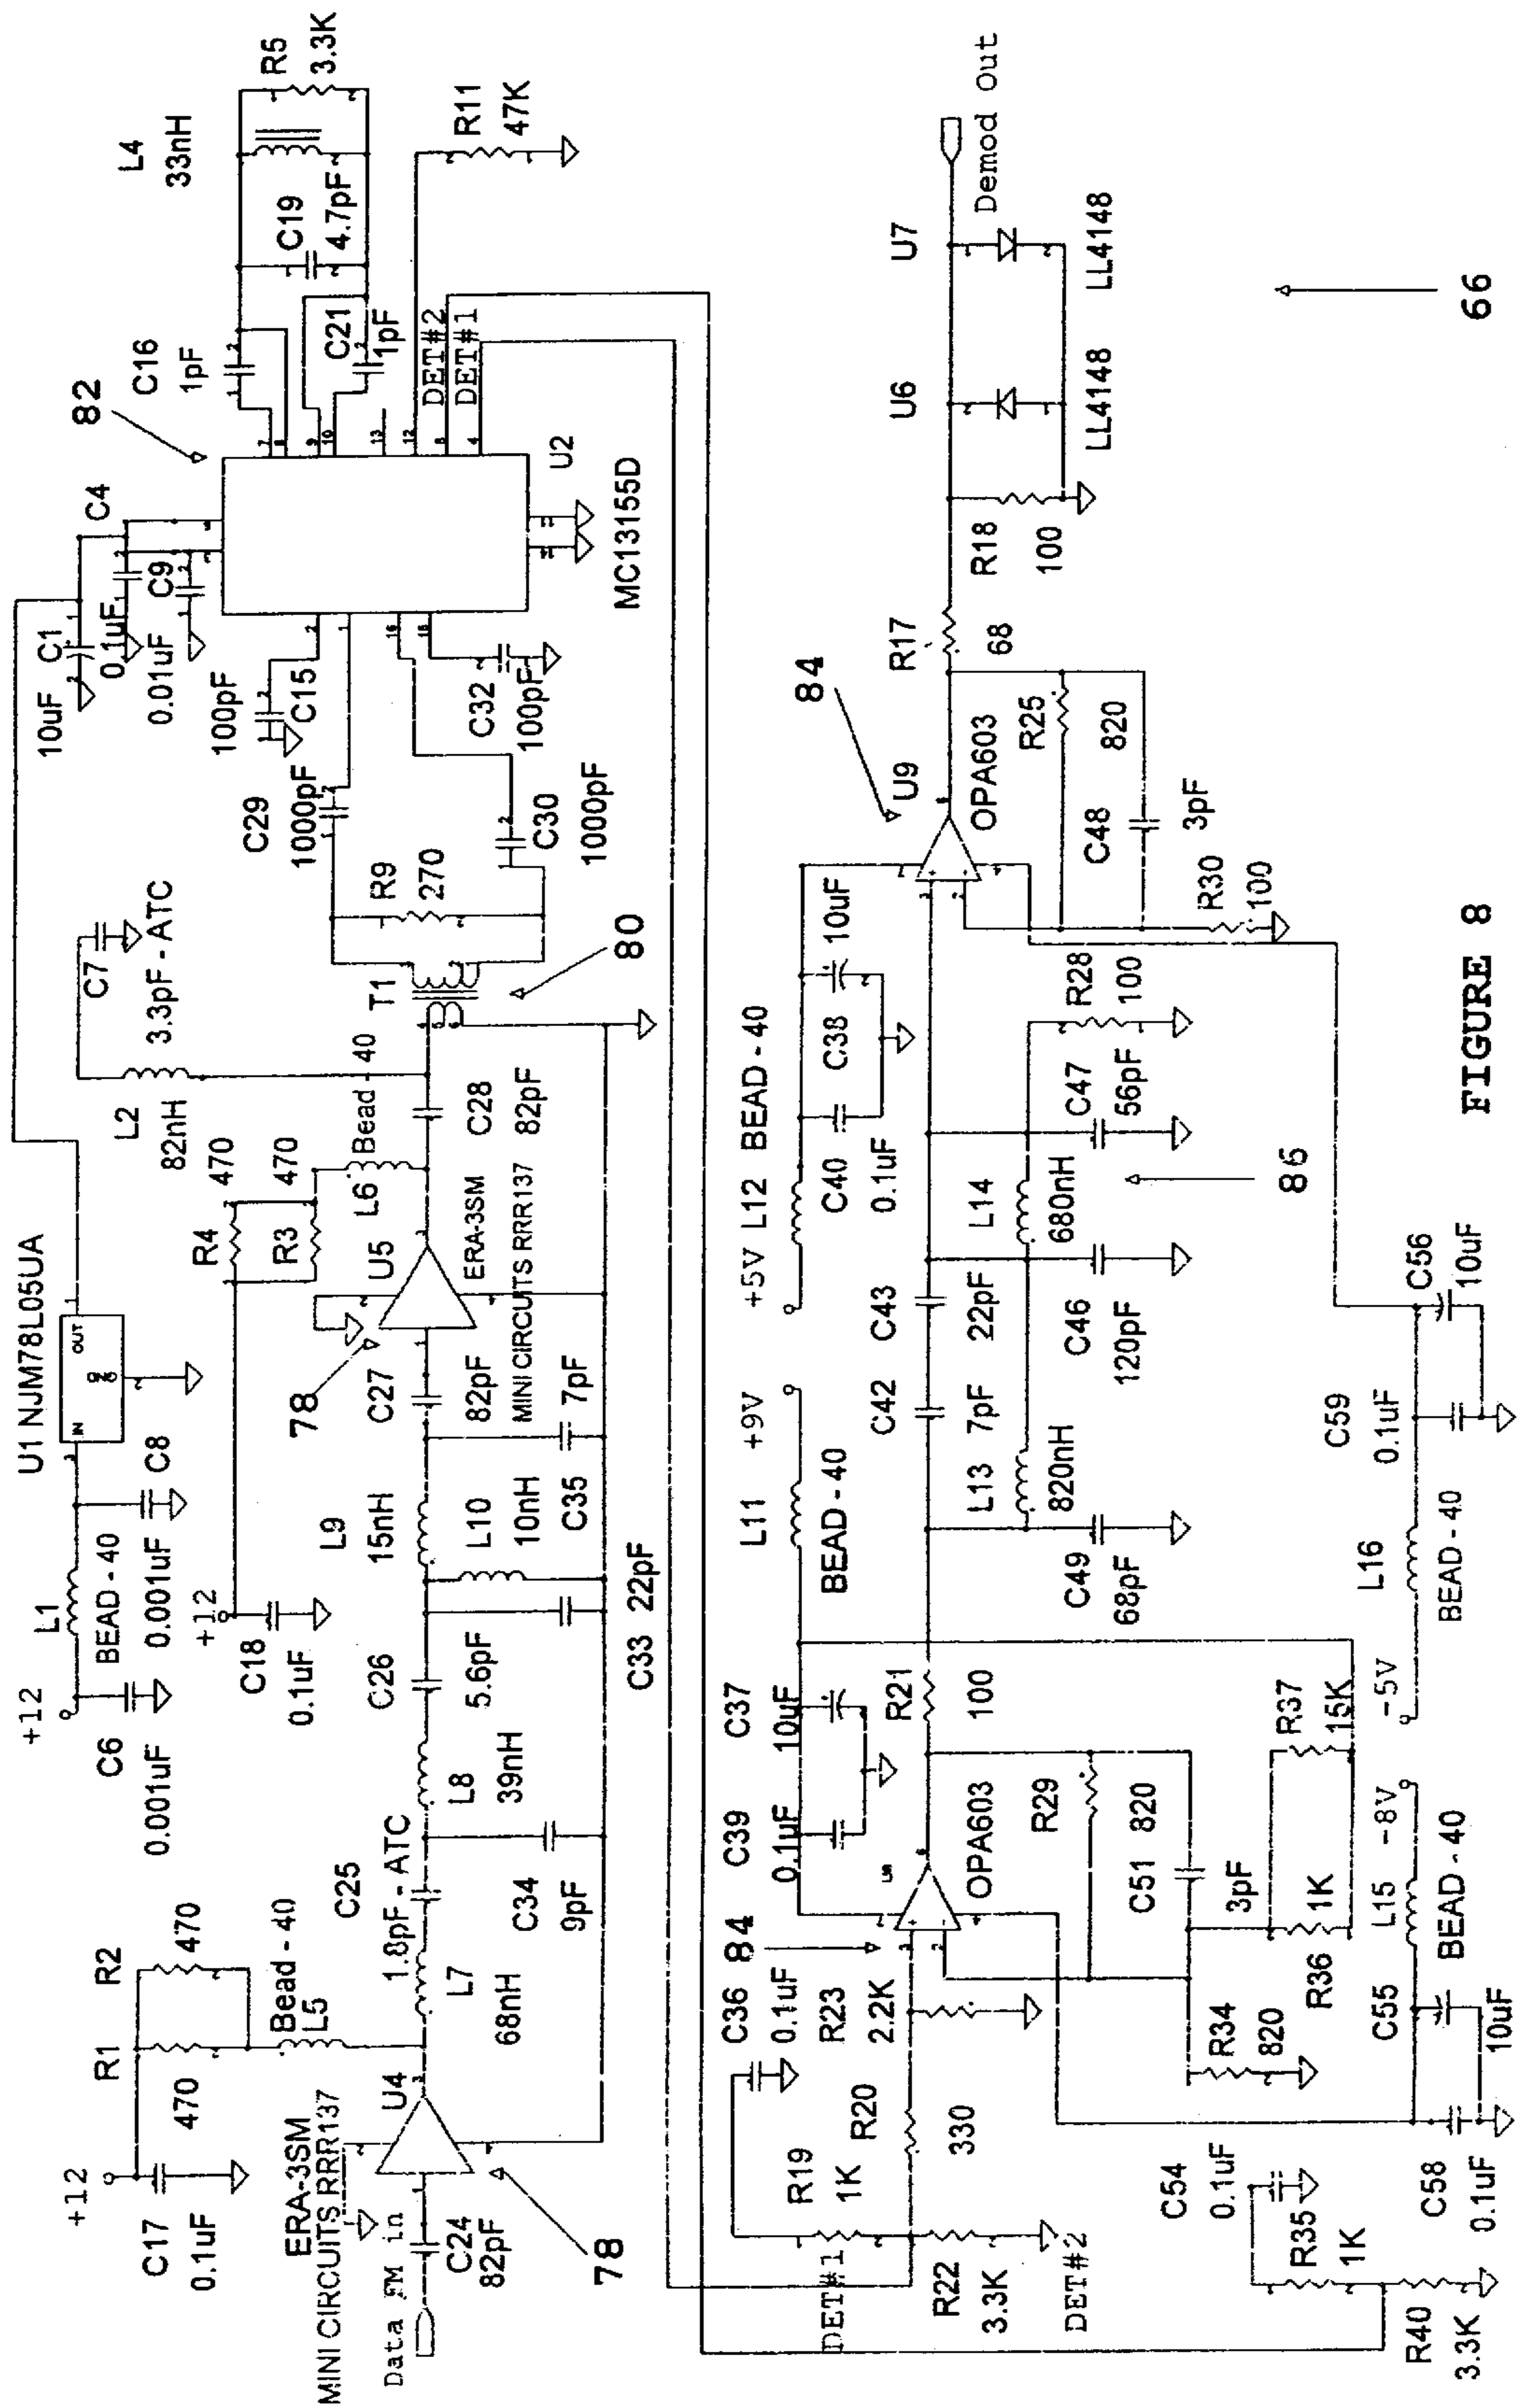 +12
L1
BEAD-40
C6
0.001uF
C8
0.001uF
U1 NJM78L05UA
IN
OUT
+12
C18
0.1uF
R4
470
R3
470
L6
Bead-40
L2
82nH
C7
3.3pF-ATC
+12
C17
0.1uF
R1
470
R2
470
Bead-40
L5
ERA-3SM
MINI CIRCUITS RRR137
Data FM in
C24
82pF
U4
78
L7
68nH
C25
1.8pF-ATC
C34
9pF
L8
39nH
C26
5.6pF
C33 22pF
L9
15nH
L10
10nH
C35
7pF
C27
82pF
78
U5
ERA-3SM
MINI CIRCUITS RRR137
C28
82pF
T1
80
R9
270
C29
1000pF
C30
1000pF
C15
100pF
C32
100pF
C1
10uF
C4
0.1uF
C9
0.01uF
82
U2
MC13155D
C16
1pF
C21
1pF
C19
4.7pF
L4
33nH
R5
3.3K
R11
47K
DET#2
DET#1
DET#1
R19
1K
C36
0.1uF
R22
3.3K
DET#2
R20
330
R23
2.2K
84
OPA603
C39
0.1uF
C37
10uF
L11
BEAD-40
+9V
R21
100
R29
820
C51
3pF
R34
820
R36
1K
R37
15K
C54
0.1uF
R35
1K
R40
3.3K
C58
0.1uF
C55
10uF
L15
BEAD-40
-8V
C49
68pF
L13
820nH
C42
7pF
C43
22pF
C46
120pF
L14
680nH
C47
56pF
R28
100
86
+5V
L12 BEAD-40
C40
0.1uF
C38
10uF
84
U9
OPA603
R25
820
C48
3pF
R30
100
-5V
L16
BEAD-40
C59
0.1uF
C56
10uF
R17
68
R18
100
U6
LL4148
U7
LL4148
Demod Out
66
FIGURE 8